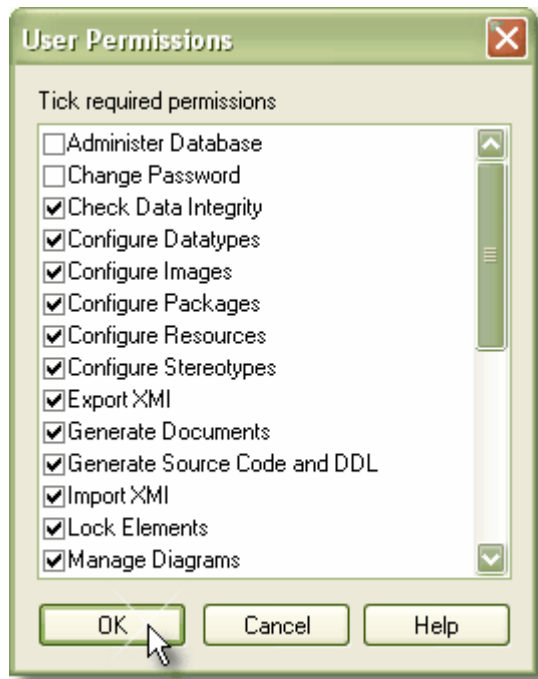 User Permissions
Tick required permissions
Administer Database
Change Password
Check Data Integrity
Configure Datatypes
Configure Images
Configure Packages
Configure Resources
Configure Stereotypes
Export XMI
Generate Documents
Generate Source Code and DDL
Import XMI
Lock Elements
Manage Diagrams
OK Cancel Help